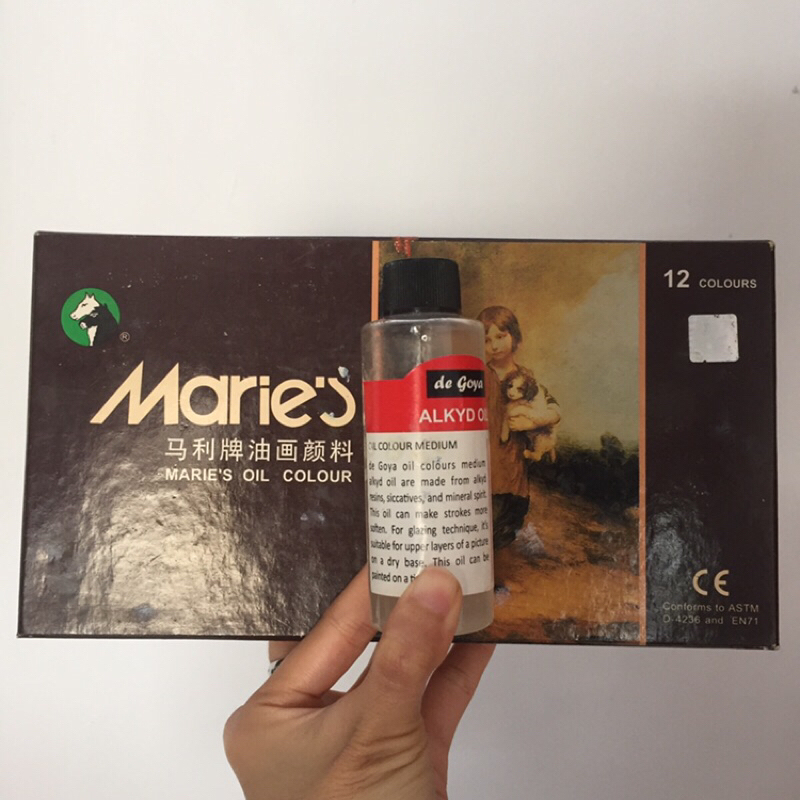 Marie's
®
马利牌油画颜料
MARIE'S OIL COLOUR
12 COLOURS
CE
Conforms to ASTM
D-4236 and EN71
de Goya
ALKYD
COLOUR MEDIUM
de Goya oil colours medium
alkyd oil are made from alkyd
resins, siccatives, and mineral spirit.
This oil can make strokes more
soften. For glazing technique, it's
suitable for upper layers of a picture
on a dry base. This oil can be
painted on a